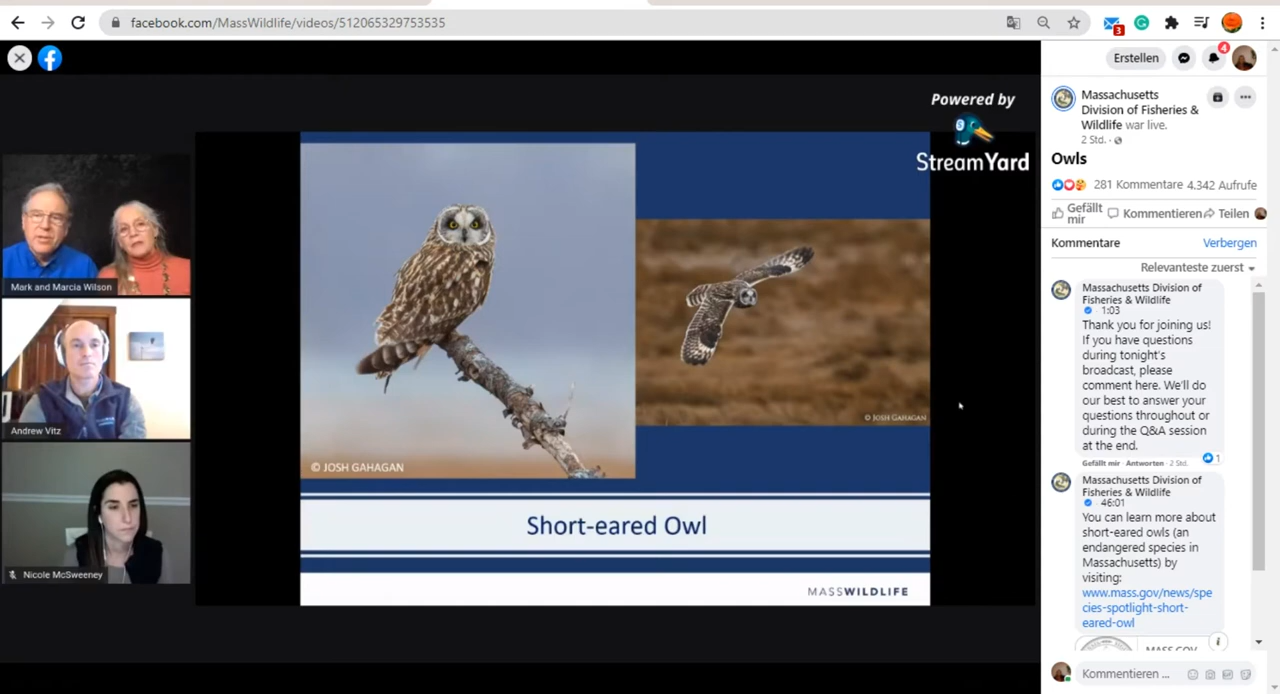 facebook.com/MassWildlife/videos/512065329753535
3
Erstellen
4
Powered by
StreamYard
Mark and Marcia Wilson
Andrew Vitz
Nicole McSweeney
© JOSH GAHAGAN
© JOSH GAHAGAN
Short-eared Owl
MASSWILDLIFE
Massachusetts
Division of Fisheries &
Wildlife war live.
2 Std. ·
Owls
281 Kommentare 4.342 Aufrufe
Gefällt mir
Kommentieren
Teilen
Kommentare
Verbergen
Relevanteste zuerst
Massachusetts Division of
Fisheries & Wildlife
· 1:03
Thank you for joining us!
If you have questions
during tonight's
broadcast, please
comment here. We'll do
our best to answer your
questions throughout or
during the Q&A session
at the end.
1
Gefällt mir · Antworten · 2 Std.
Massachusetts Division of
Fisheries & Wildlife
· 46:01
You can learn more about
short-eared owls (an
endangered species in
Massachusetts) by
visiting:
www.mass.gov/news/spe
cies-spotlight-short-
eared-owl
MASS.GOV
Kommentieren ...